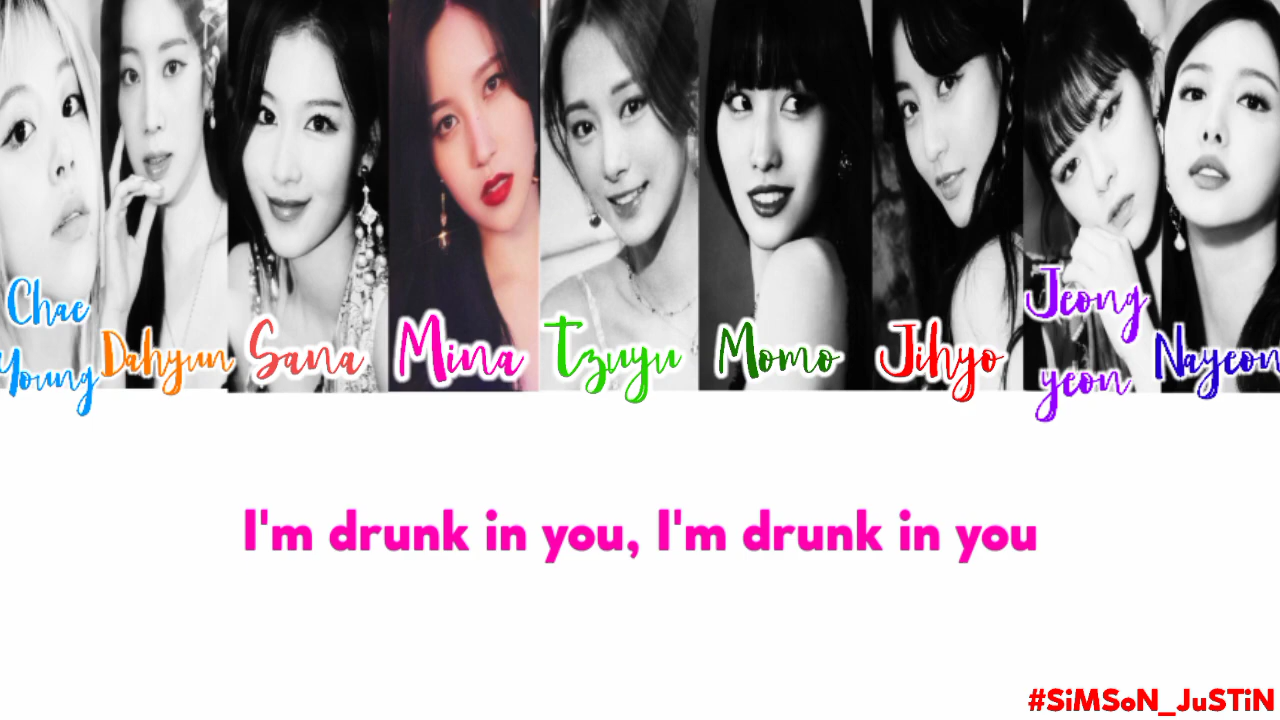 Chae
Young
Dahyun
Sana
Mina
Tzuyu
Momo
Jihyo
Jeong
yeon
Nayeon
I'm drunk in you, I'm drunk in you
#SiMSoN_JuSTiN